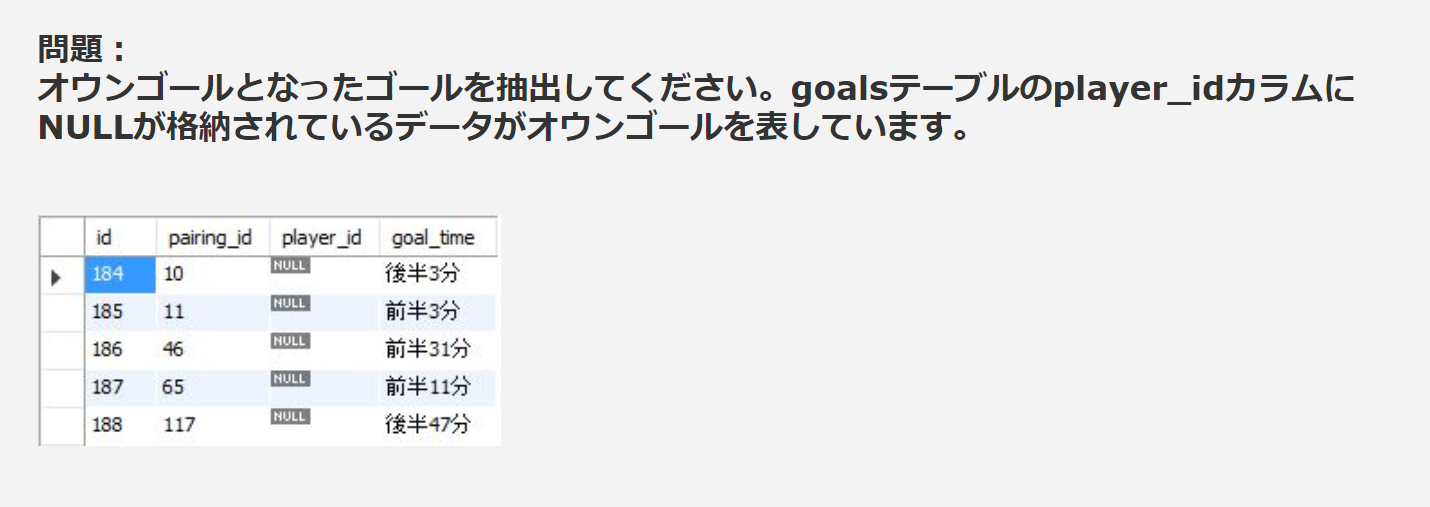 問題：
オウンゴールとなったゴールを抽出してください。goalsテーブルのplayer_idカラムに
NULLが格納されているデータがオウンゴールを表しています。
id pairing_id player_id goal_time
184 10 NULL 後半3分
185 11 NULL 前半3分
186 46 NULL 前半31分
187 65 NULL 前半11分
188 117 NULL 後半47分